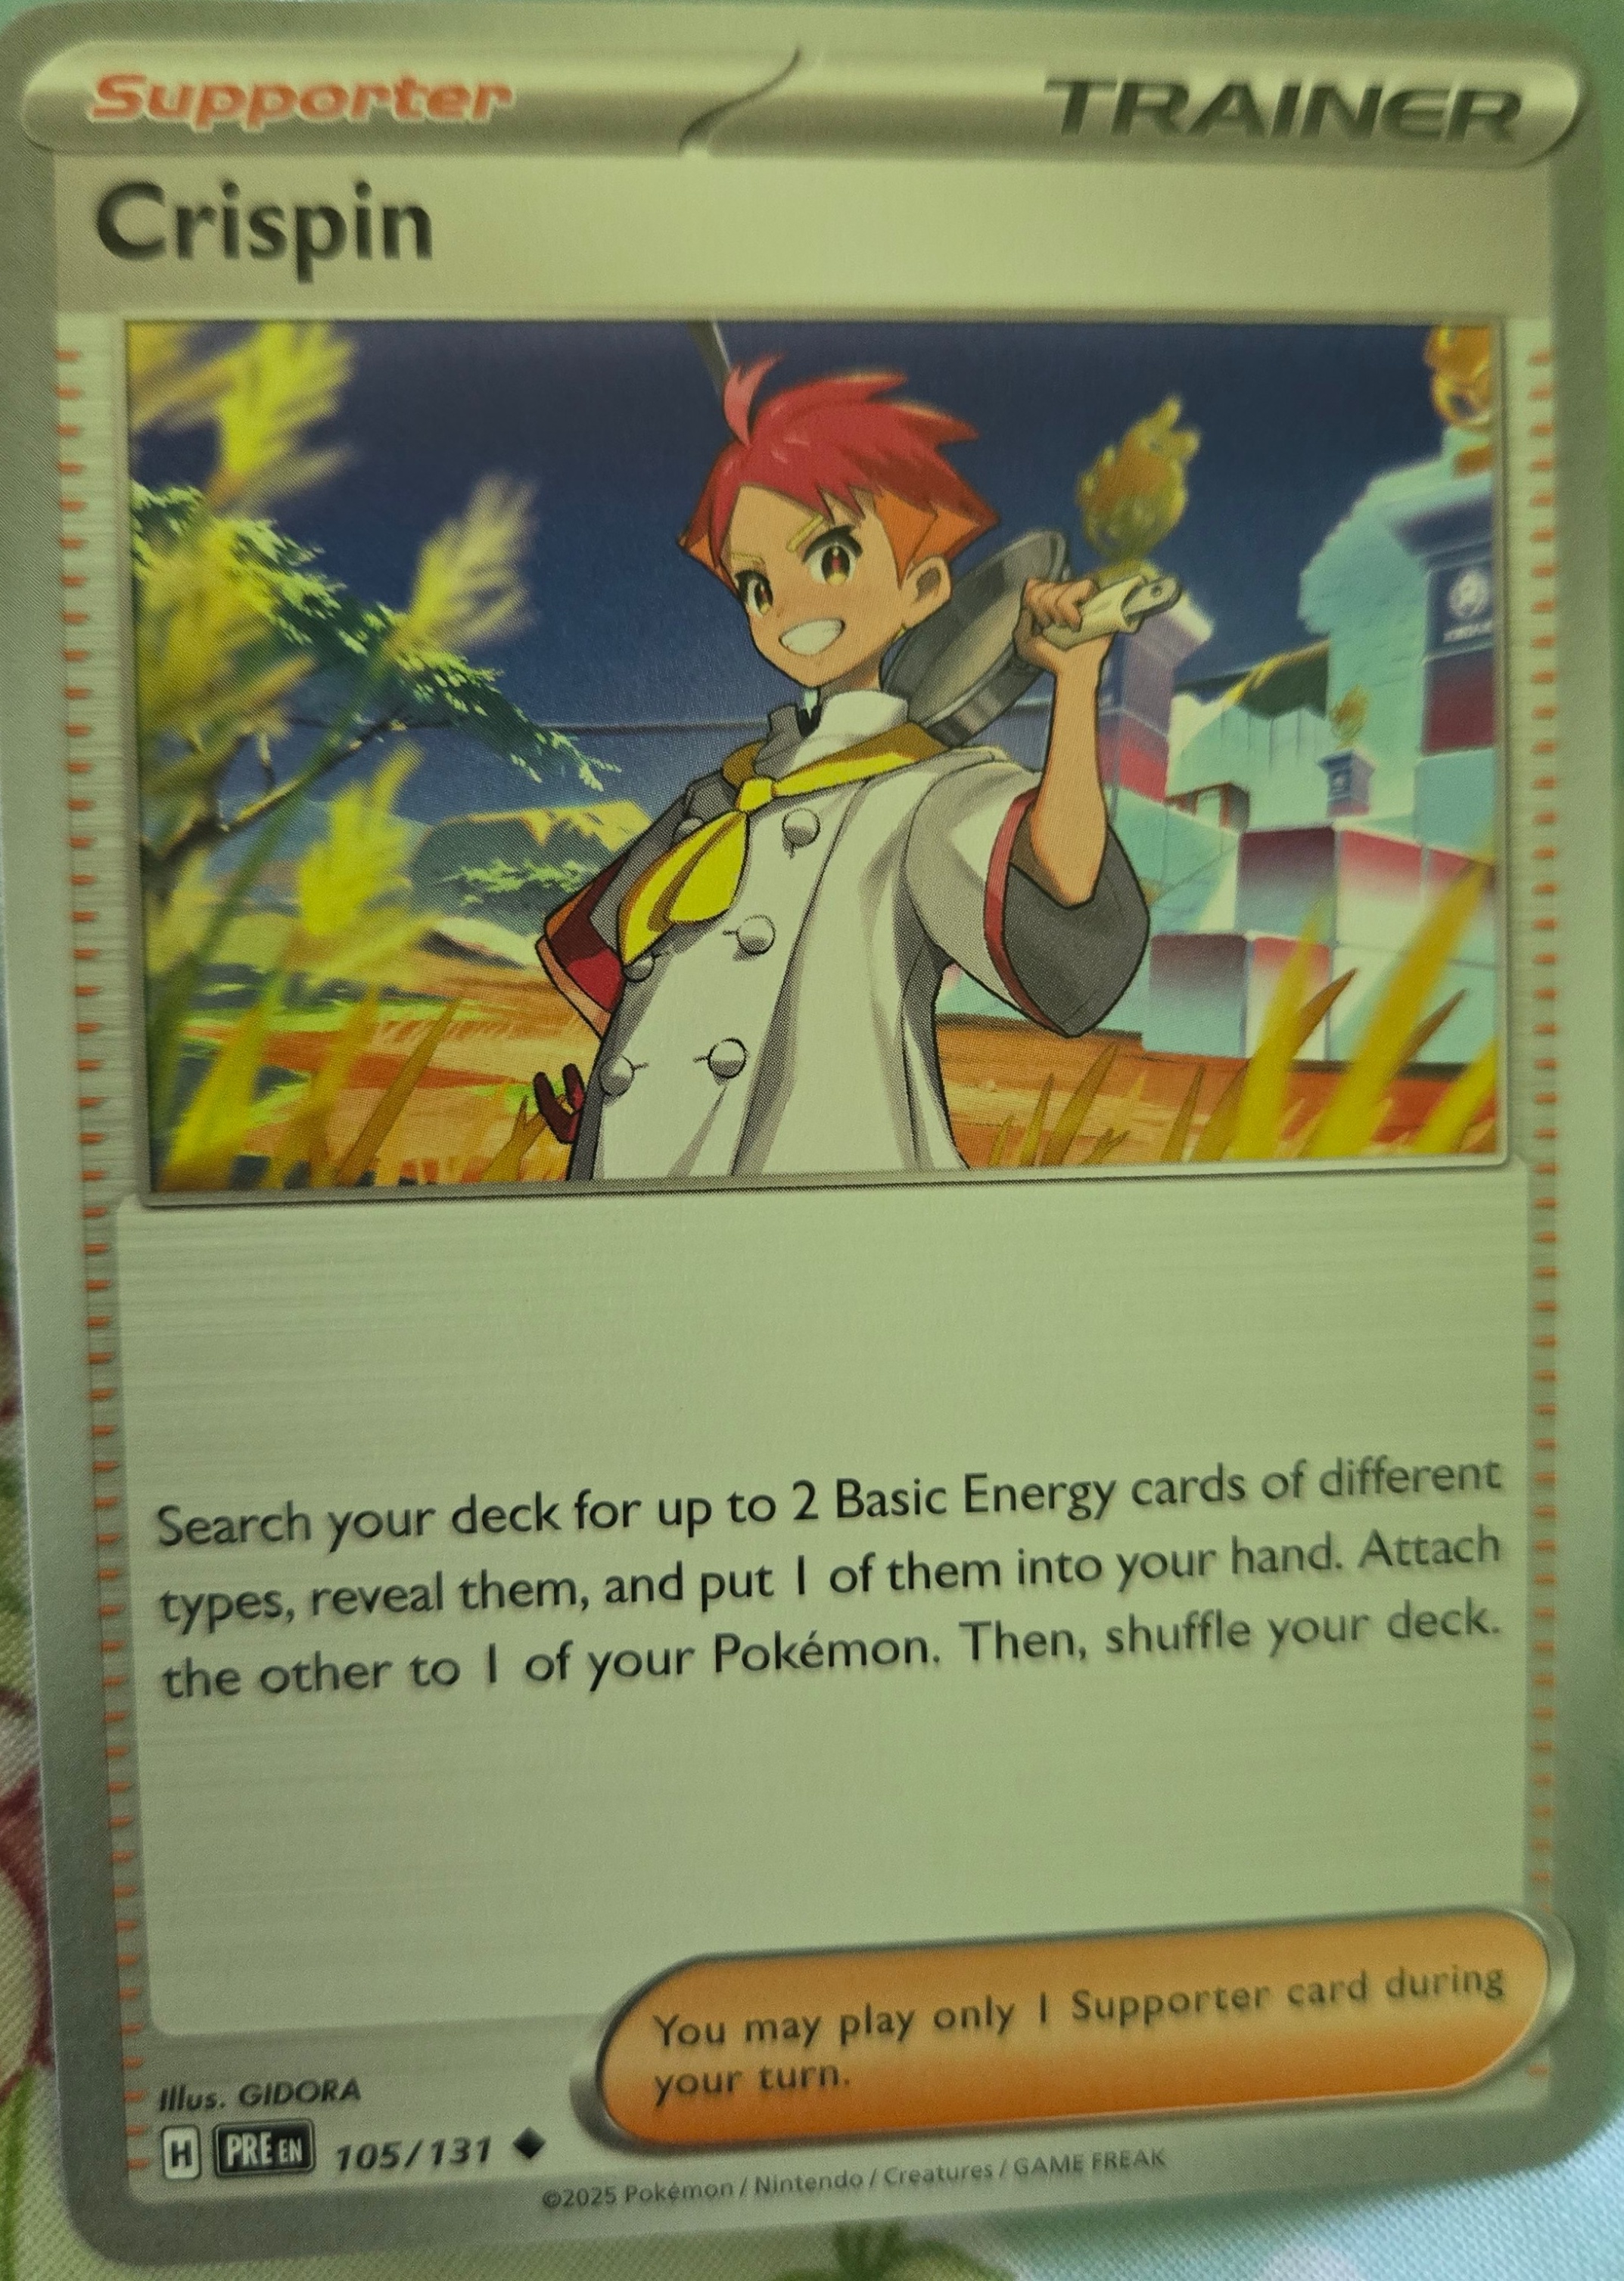 Supporter
TRAINER
Crispin
Search your deck for up to 2 Basic Energy cards of different
types, reveal them, and put 1 of them into your hand. Attach
the other to 1 of your Pokémon. Then, shuffle your deck.
You may play only 1 Supporter card during
your turn.
Illus. GIDORA
H PRE EN 105/131
©2025 Pokémon / Nintendo / Creatures / GAME FREAK